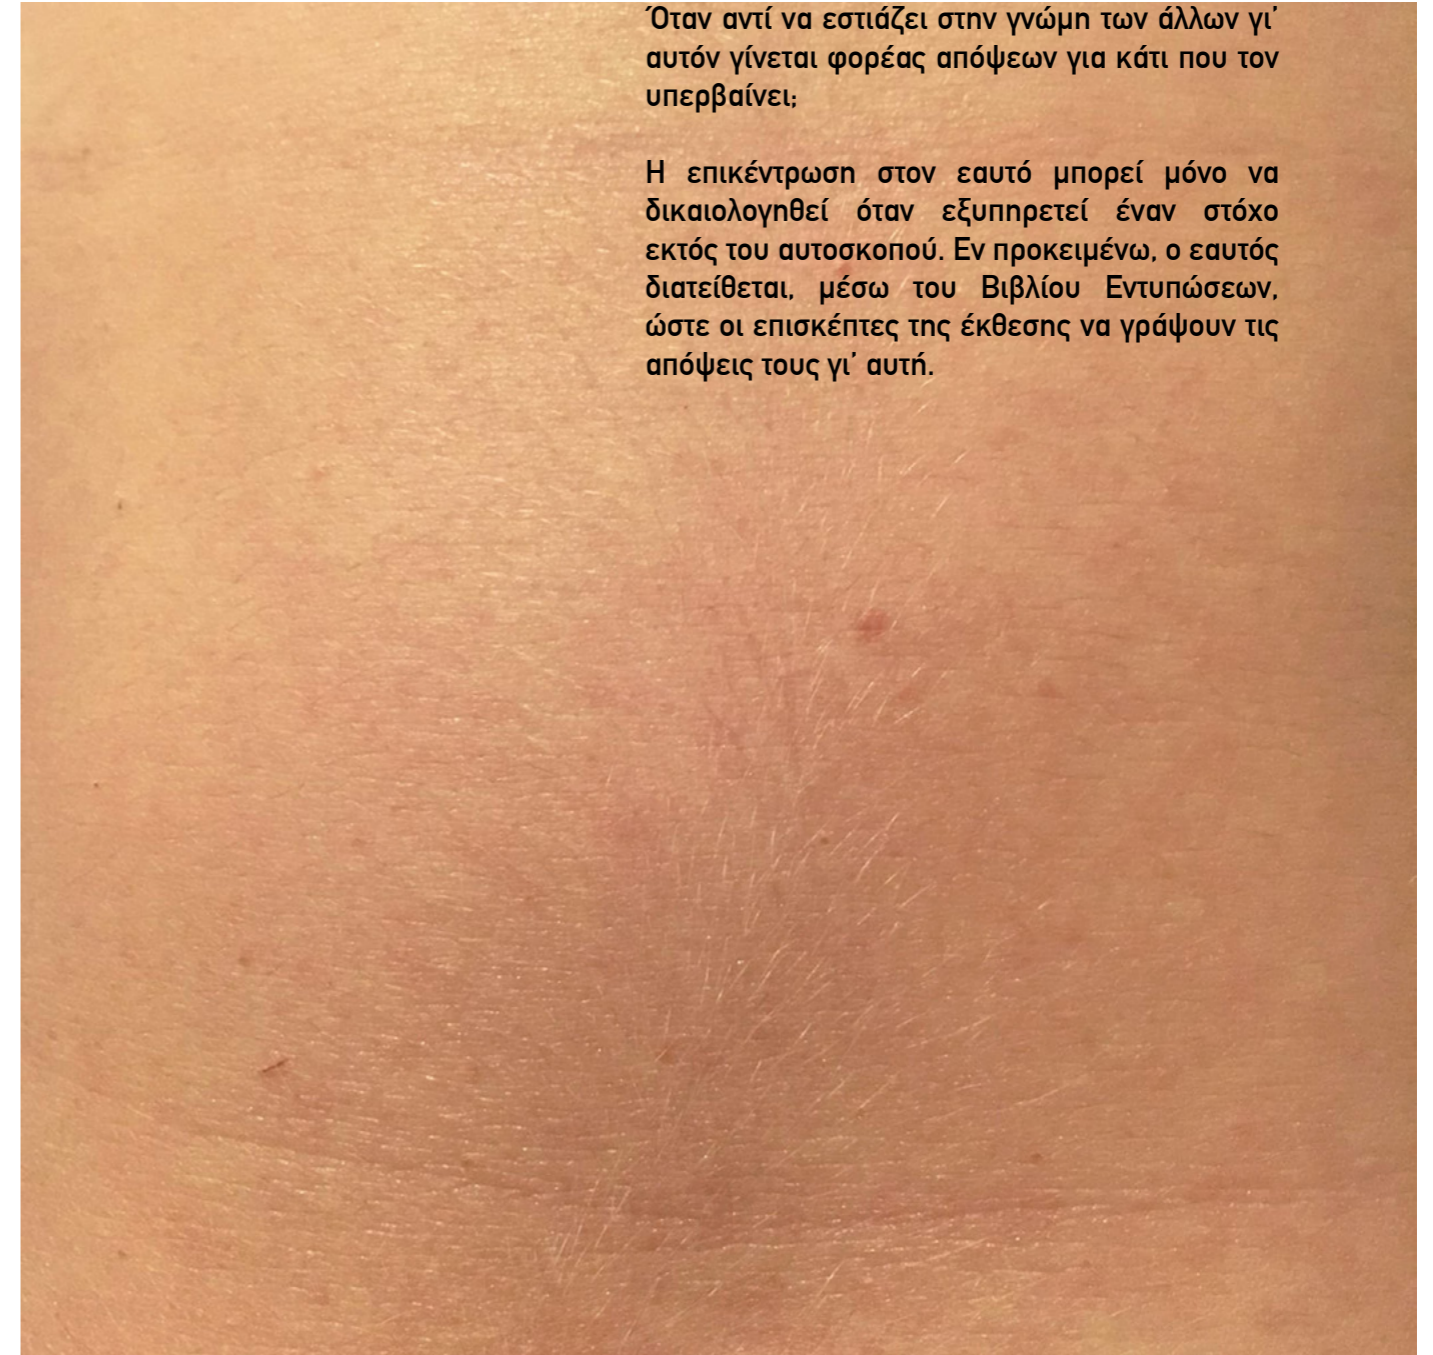 Όταν αντί να εστιάζει στην γνώμη των άλλων γι’
αυτόν γίνεται φορέας απόψεων για κάτι που τον
υπερβαίνει;
Η επικέντρωση στον εαυτό μπορεί μόνο να
δικαιολογηθεί όταν εξυπηρετεί έναν στόχο
εκτός του αυτοσκοπού. Εν προκειμένω, ο εαυτός
διατείθεται, μέσω του Βιβλίου Εντυπώσεων,
ώστε οι επισκέπτες της έκθεσης να γράψουν τις
απόψεις τους γι’ αυτή.